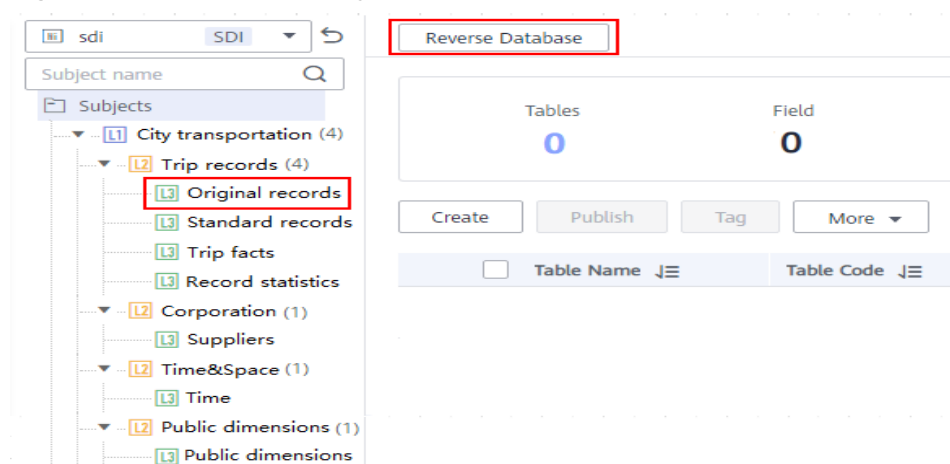 sdi SDI
Subject name
Subjects
L1 City transportation (4)
L2 Trip records (4)
L3 Original records
L3 Standard records
L3 Trip facts
L3 Record statistics
L2 Corporation (1)
L3 Suppliers
L2 Time&Space (1)
L3 Time
L2 Public dimensions (1)
L3 Public dimensions
Reverse Database
Tables Field
0 0
Create Publish Tag More
Table Name Table Code